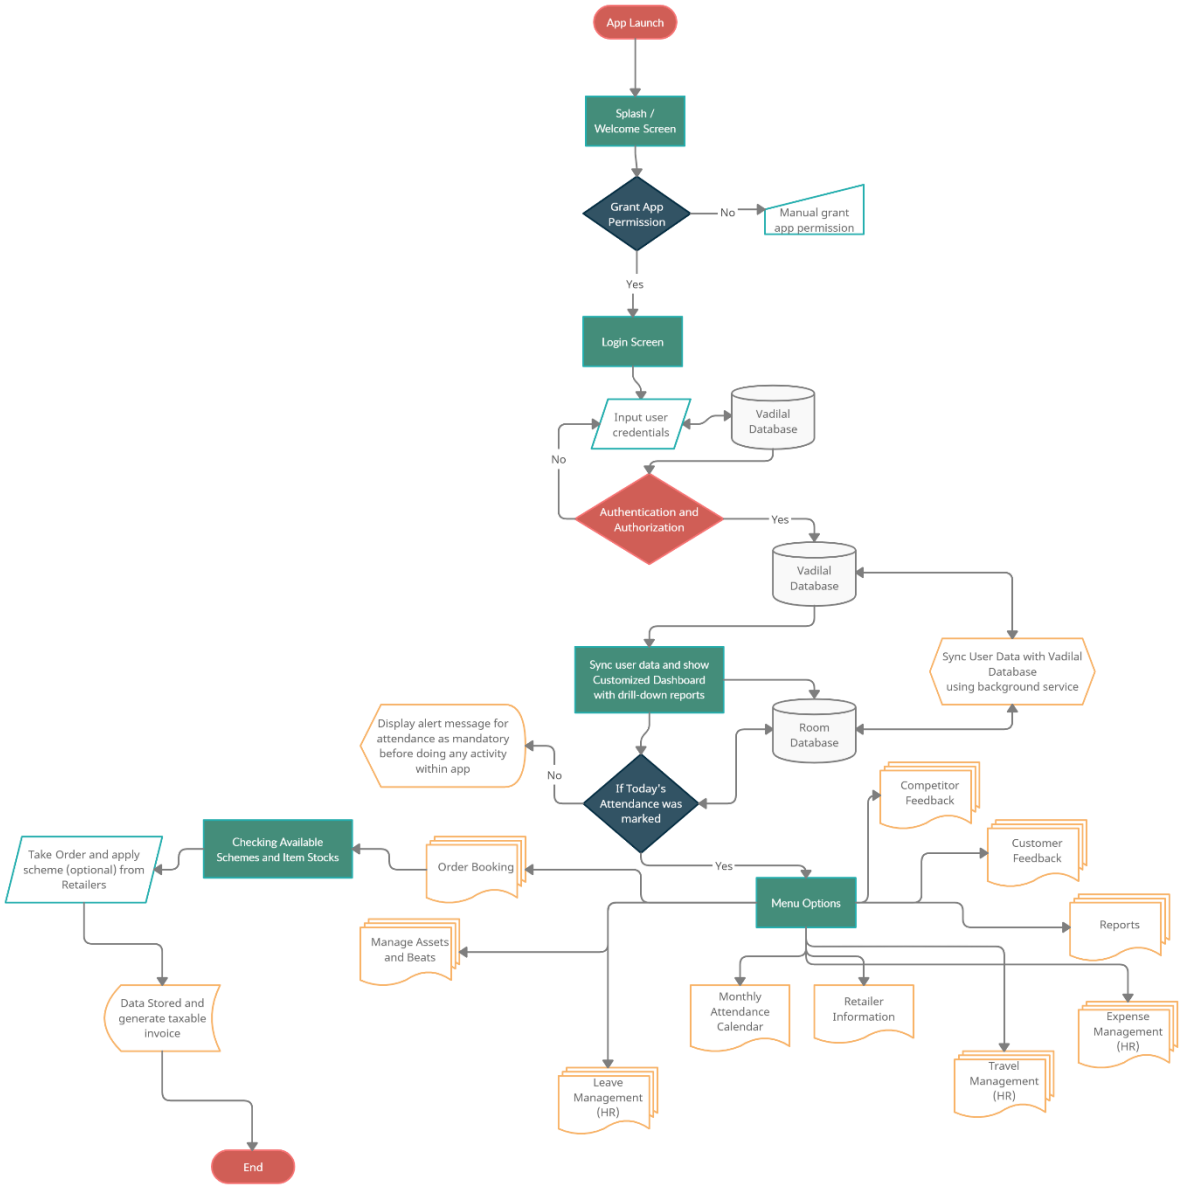 App Launch
Splash /
Welcome Screen
Grant App
Permission
No
Manual grant
app permission
Yes
Login Screen
Input user
credentials
Vadilal
Database
No
Authentication and
Authorization
Yes
Vadilal
Database
Sync user data and show
Customized Dashboard
with drill-down reports
Sync User Data with Vadilal
Database
using background service
Room
Database
Display alert message for
attendance as mandatory
before doing any activity
within app
No
If Today's
Attendance was
marked
Yes
Competitor
Feedback
Customer
Feedback
Checking Available
Schemes and Item Stocks
Take Order and apply
scheme (optional) from
Retailers
Order Booking
Menu Options
Reports
Manage Assets
and Beats
Monthly
Attendance
Calendar
Retailer
Information
Data Stored and
generate taxable
invoice
Expense
Management
(HR)
Travel
Management
(HR)
Leave
Management
(HR)
End